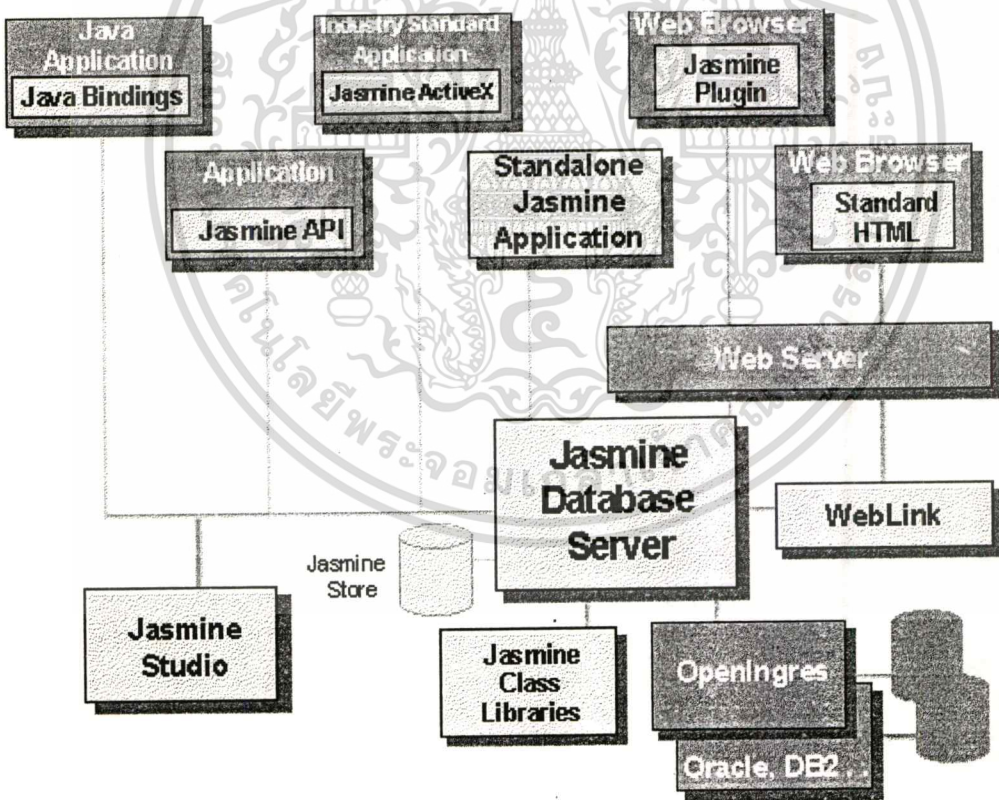 Java
Application
Java Bindings
Industry Standard
Application
Jasmine ActiveX
Web Browser
Jasmine
Plugin
Application
Jasmine API
Standalone
Jasmine
Application
Web Browser
Standard
HTML
Web Server
Jasmine
Database
Server
WebLink
Jasmine
Store
Jasmine
Studio
Jasmine
Class
Libraries
OpenIngres
Oracle, DB2 . .